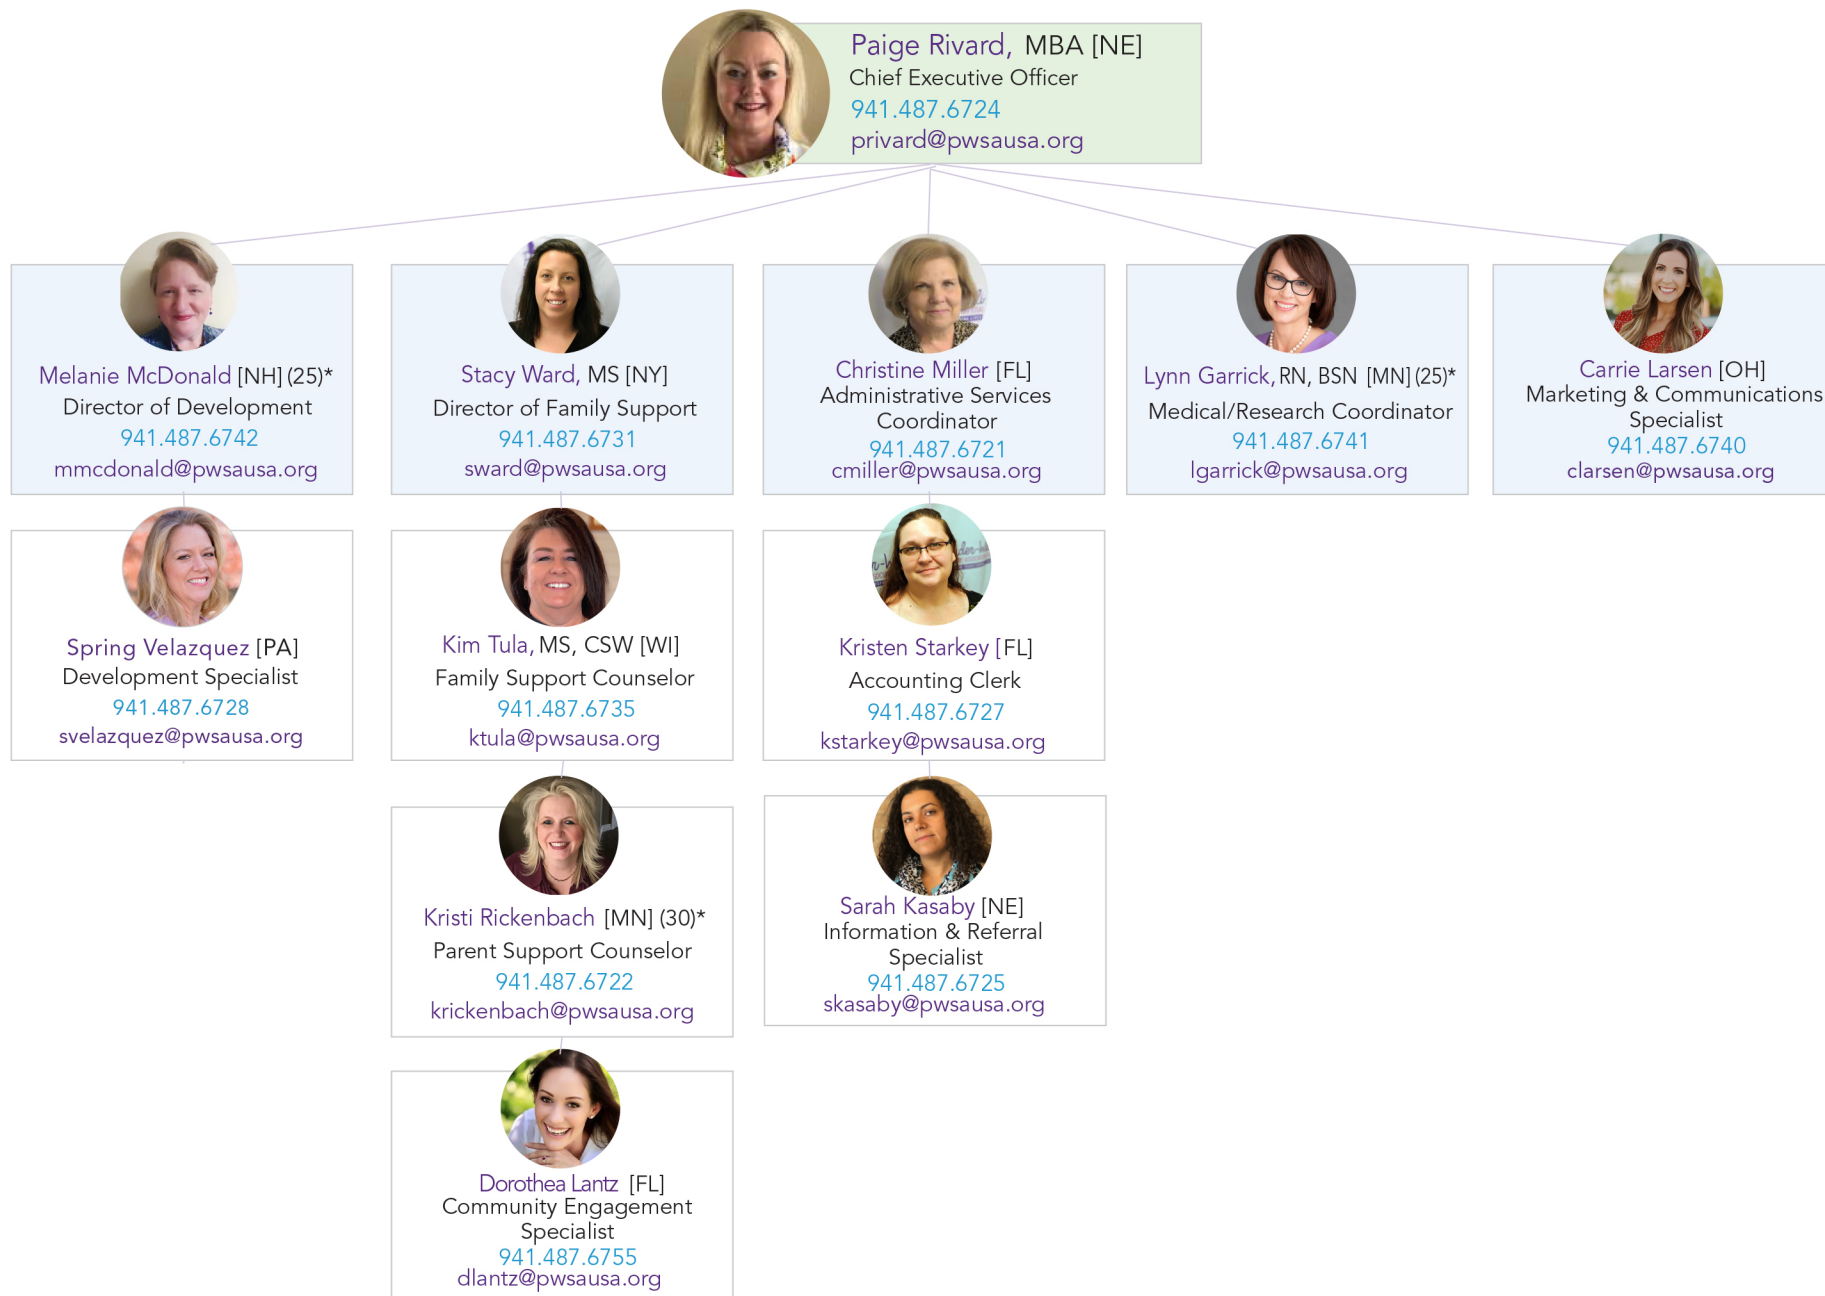 Paige Rivard, MBA [NE]
Chief Executive Officer
941.487.6724
privard@pwsausa.org
Melanie McDonald [NH] (25)*
Director of Development
941.487.6742
mmcdonald@pwsausa.org
Stacy Ward, MS [NY]
Director of Family Support
941.487.6731
sward@pwsausa.org
Christine Miller [FL]
Administrative Services
Coordinator
941.487.6721
cmiller@pwsausa.org
Lynn Garrick, RN, BSN [MN] (25)*
Medical/Research Coordinator
941.487.6741
lgarrick@pwsausa.org
Carrie Larsen [OH]
Marketing & Communications
Specialist
941.487.6740
clarsen@pwsausa.org
Spring Velazquez [PA]
Development Specialist
941.487.6728
svelazquez@pwsausa.org
Kim Tula, MS, CSW [WI]
Family Support Counselor
941.487.6735
ktula@pwsausa.org
Kristen Starkey [FL]
Accounting Clerk
941.487.6727
kstarkey@pwsausa.org
Kristi Rickenbach [MN] (30)*
Parent Support Counselor
941.487.6722
krickenbach@pwsausa.org
Sarah Kasaby [NE]
Information & Referral
Specialist
941.487.6725
skasaby@pwsausa.org
Dorothea Lantz [FL]
Community Engagement
Specialist
941.487.6755
dlantz@pwsausa.org